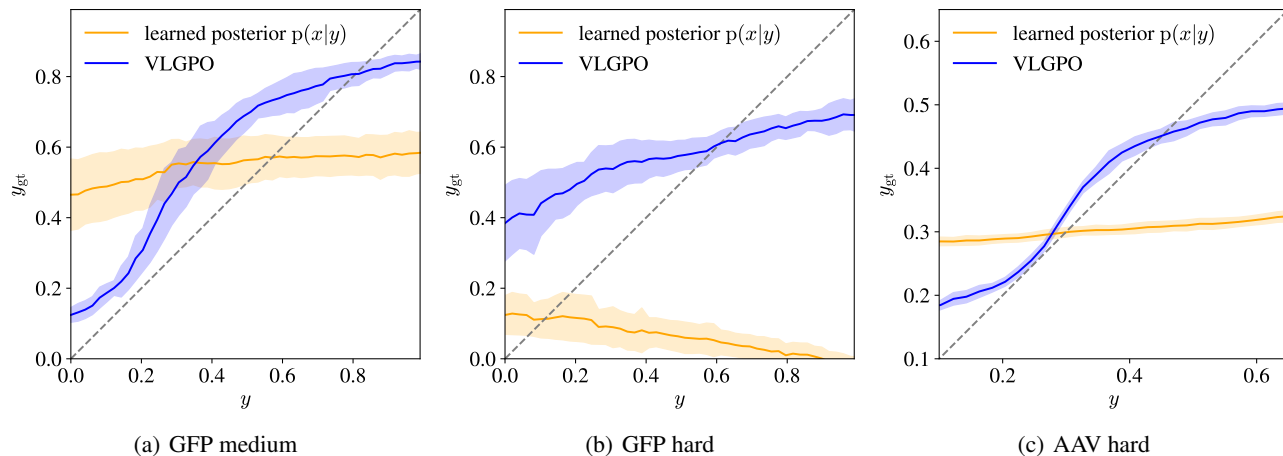 learned posterior p(x|y)
VLGPO
y_gt
0.8
0.6
0.4
0.2
0.0
0.0 0.2 0.4 0.6 0.8
y
(a) GFP medium
learned posterior p(x|y)
VLGPO
y_gt
0.8
0.6
0.4
0.2
0.0
0.0 0.2 0.4 0.6 0.8
y
(b) GFP hard
learned posterior p(x|y)
VLGPO
y_gt
0.6
0.5
0.4
0.3
0.2
0.1
0.2 0.4 0.6
y
(c) AAV hard